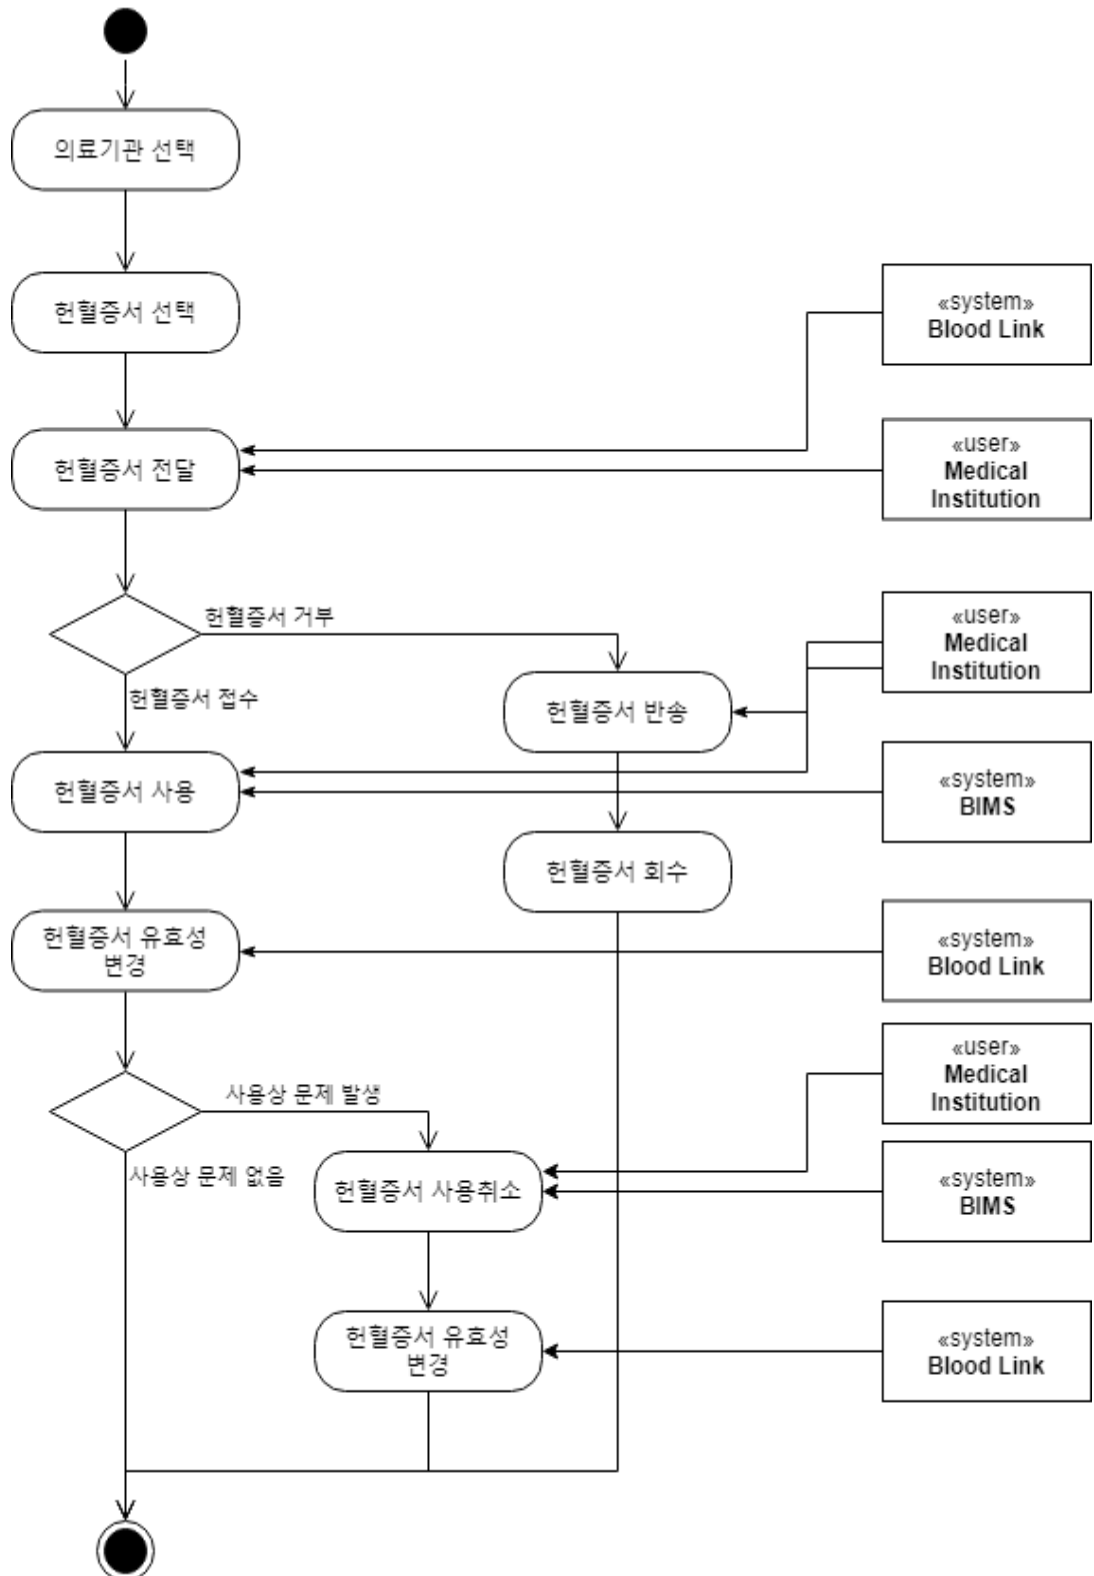 의료기관 선택
헌혈증서 선택
«system»
Blood Link
헌혈증서 전달
«user»
Medical
Institution
헌혈증서 거부
«user»
Medical
Institution
헌혈증서 접수
헌혈증서 반송
헌혈증서 사용
«system»
BIMS
헌혈증서 회수
헌혈증서 유효성
변경
«system»
Blood Link
«user»
Medical
Institution
사용상 문제 발생
사용상 문제 없음
헌혈증서 사용취소
«system»
BIMS
헌혈증서 유효성
변경
«system»
Blood Link